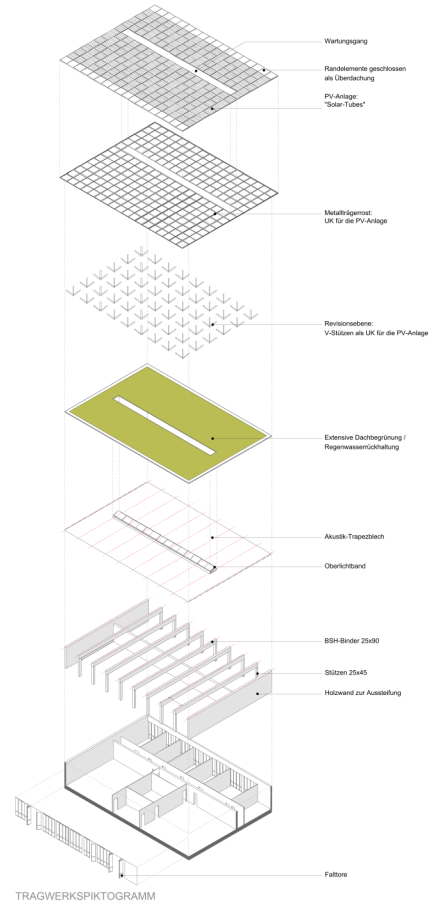 Wartungsgang
Randelemente geschlossen
als Überdachung
PV-Anlage:
"Solar-Tubes"
Metallträgerrost:
UK für die PV-Anlage
Revisionsebene:
V-Stützen als UK für die PV-Anlage
Extensive Dachbegrünung /
Regenwasserrückhaltung
Akustik-Trapezblech
Oberlichtband
BSH-Binder 25x90
Stützen 25x45
Holzwand zur Aussteifung
Falttore
TRAGWERKSPIKTOGRAMM